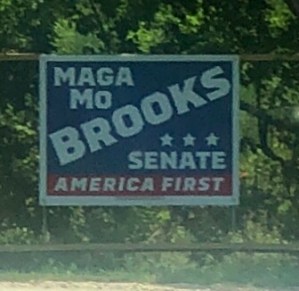 MAGA
MO
BROOKS
SENATE
AMERICA FIRST